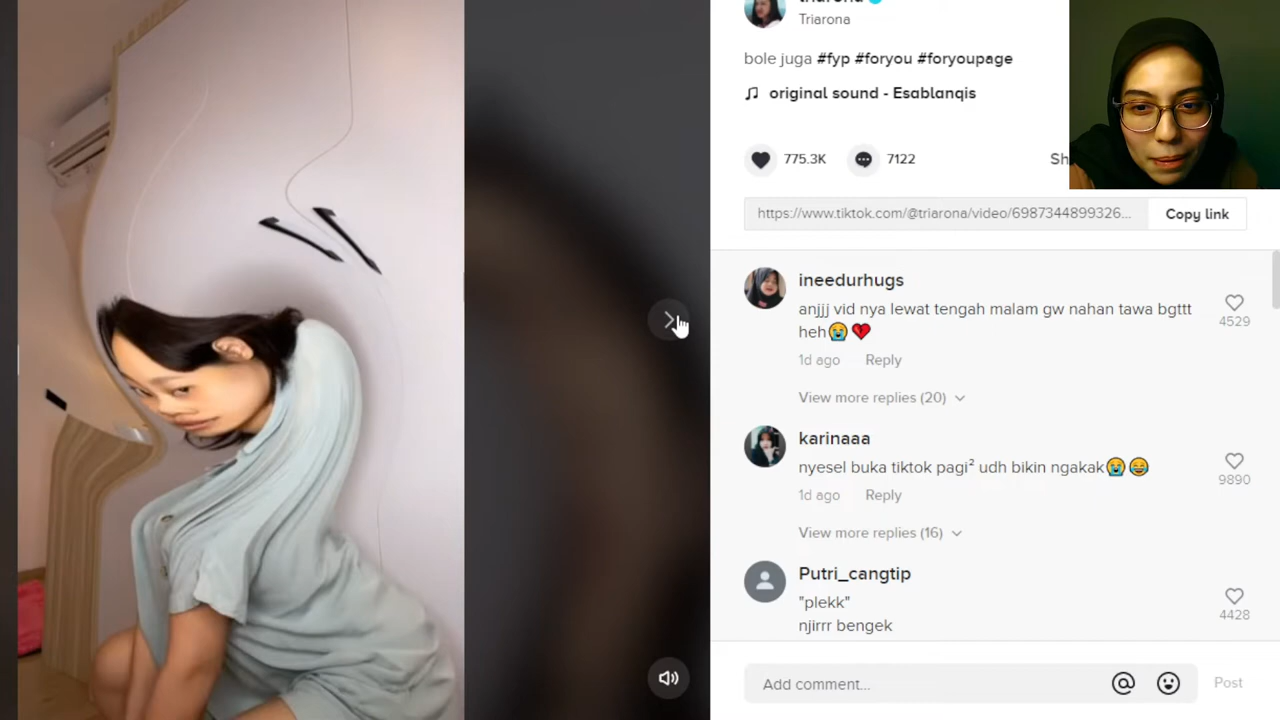 Triarona
bole juga #fyp #foryou #foryoupage
original sound - Esablanqis
775.3K
7122
Sh
https://www.tiktok.com/@triarona/video/6987344899326...
Copy link
ineedurhugs
anjjj vid nya lewat tengah malam gw nahan tawa bgttt
heh😭💔
4529
1d ago
Reply
View more replies (20)
karinaaa
nyesel buka tiktok pagi² udh bikin ngakak😭😂
9890
1d ago
Reply
View more replies (16)
Putri_cangtip
"plekk"
njirrr bengek
4428
Add comment...
@
Post